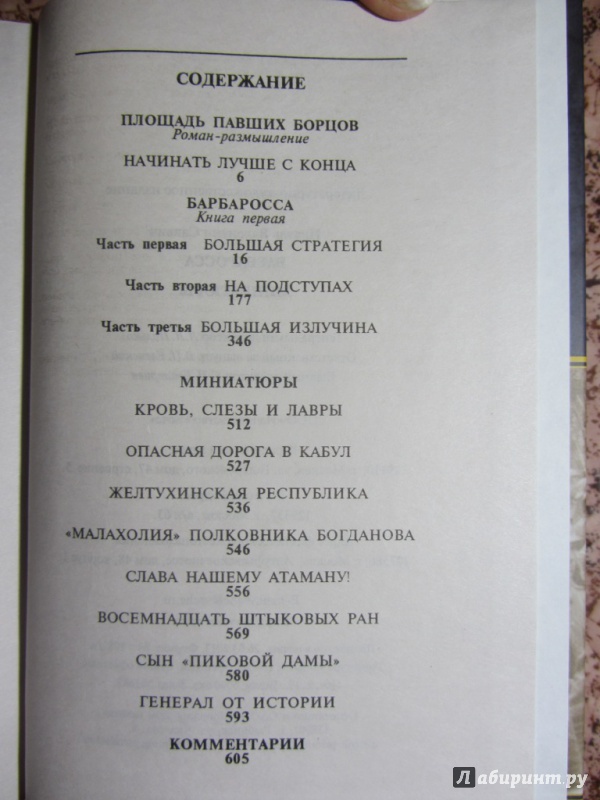 СОДЕРЖАНИЕ
ПЛОЩАДЬ ПАВШИХ БОРЦОВ
Роман-размышление
НАЧИНАТЬ ЛУЧШЕ С КОНЦА
6
БАРБАРОССА
Книга первая
Часть первая БОЛЬШАЯ СТРАТЕГИЯ
16
Часть вторая НА ПОДСТУПАХ
177
Часть третья БОЛЬШАЯ ИЗЛУЧИНА
346
МИНИАТЮРЫ
КРОВЬ, СЛЕЗЫ И ЛАВРЫ
512
ОПАСНАЯ ДОРОГА В КАБУЛ
527
ЖЕЛТУХИНСКАЯ РЕСПУБЛИКА
536
«МАЛАХОЛИЯ» ПОЛКОВНИКА БОГДАНОВА
546
СЛАВА НАШЕМУ АТАМАНУ!
556
ВОСЕМНАДЦАТЬ ШТЫКОВЫХ РАН
569
СЫН «ПИКОВОЙ ДАМЫ»
580
ГЕНЕРАЛ ОТ ИСТОРИИ
593
КОММЕНТАРИИ
605
Лабиринт.ру